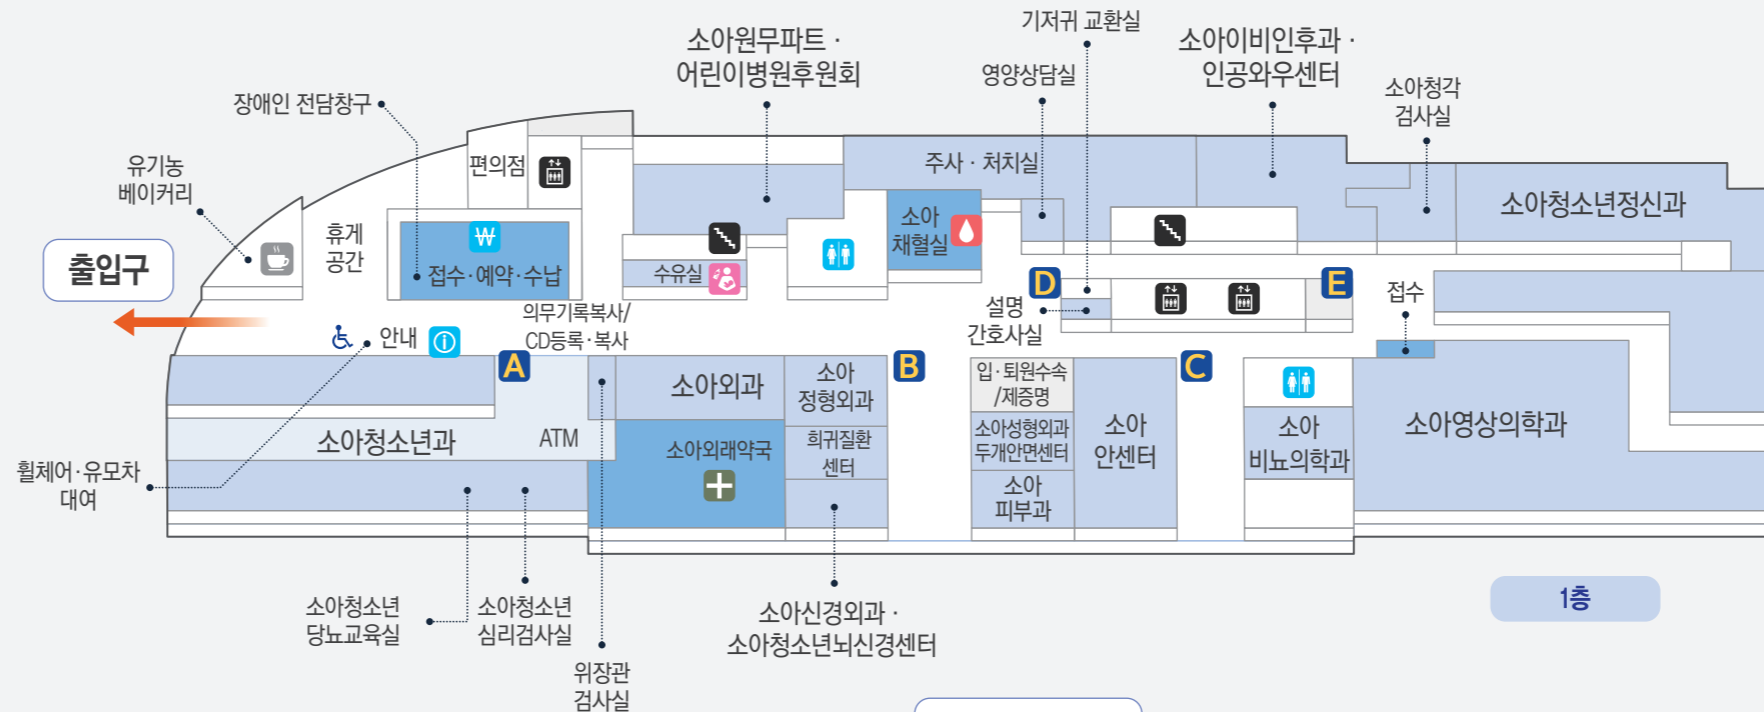 기저귀 교환실
소아원무파트 ·
어린이병원후원회
소아이비인후과 ·
인공와우센터
영양상담실
소아청각
검사실
장애인 전담창구
유기농
베이커리
편의점
주사 · 처치실
소아청소년정신과
휴게
공간
₩
접수·예약·수납
소아
채혈실
수유실
출입구
D
E
설명
간호사실
접수
의무기록복사/
CD등록·복사
안내
A
B
C
소아외과
소아
정형외과
입·퇴원수속
/제증명
소아청소년과
ATM
소아외래약국
희귀질환
센터
소아성형외과
두개안면센터
소아
피부과
소아
안센터
소아
비뇨의학과
소아영상의학과
휠체어·유모차
대여
소아청소년
당뇨교육실
소아청소년
심리검사실
위장관
검사실
소아신경외과 ·
소아청소년뇌신경센터
1층